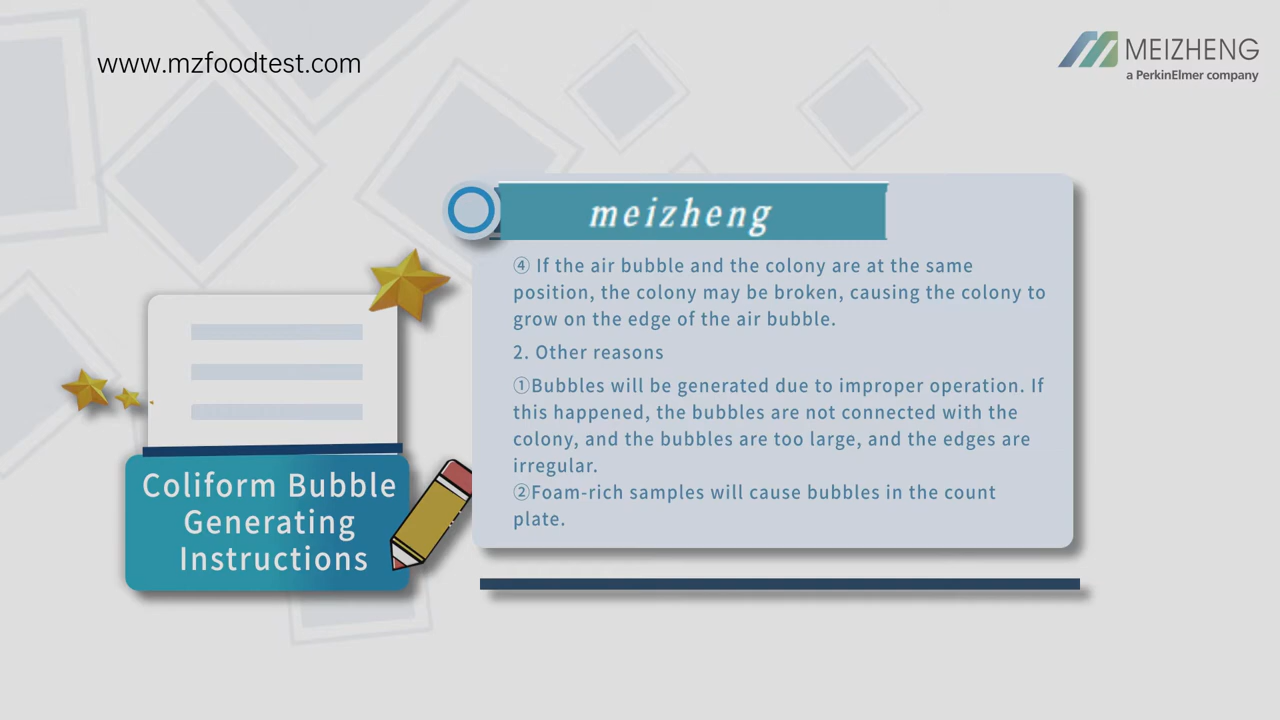 www.mzfoodtest.com
MEIZHENG
a PerkinElmer company
meizheng
④ If the air bubble and the colony are at the same
position, the colony may be broken, causing the colony to
grow on the edge of the air bubble.
2. Other reasons
①Bubbles will be generated due to improper operation. If
this happened, the bubbles are not connected with the
colony, and the bubbles are too large, and the edges are
irregular.
②Foam-rich samples will cause bubbles in the count
plate.
Coliform Bubble
Generating
Instructions